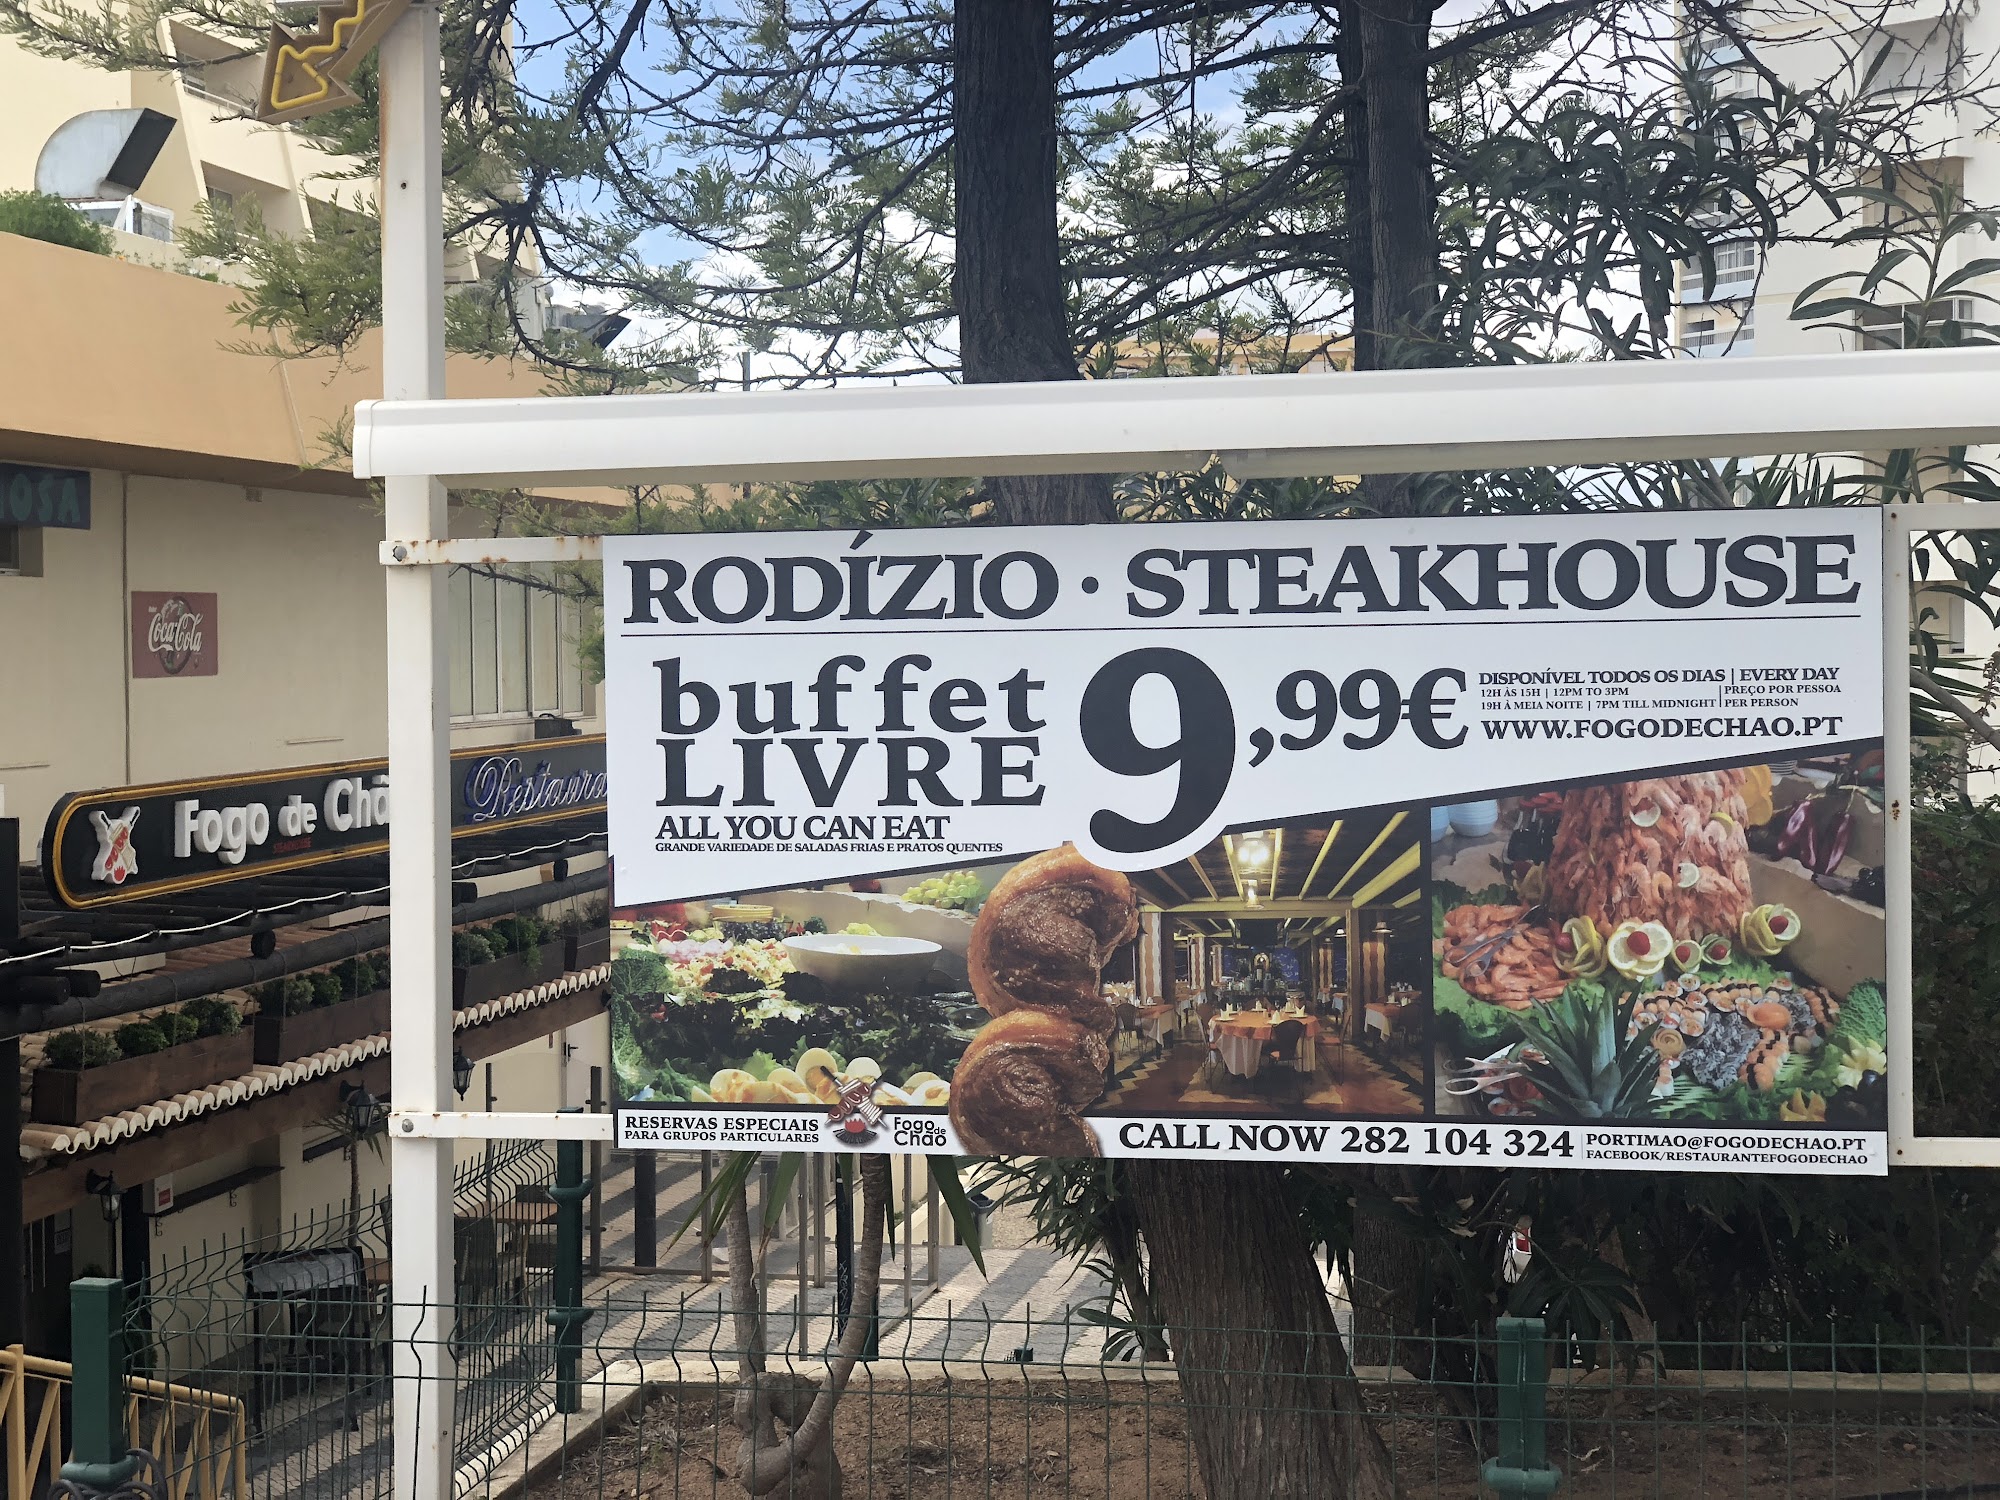 RODÍZIO · STEAKHOUSE
buffet
LIVRE
9,99€
ALL YOU CAN EAT
GRANDE VARIEDADE DE SALADAS FRIAS E PRATOS QUENTES
DISPONÍVEL TODOS OS DIAS | EVERY DAY
12H ÀS 15H | 12PM TO 3PM
19H À MEIA NOITE | 7PM TILL MIDNIGHT
PREÇO POR PESSOA
PER PERSON
WWW.FOGODECHAO.PT
RESERVAS ESPECIAIS
PARA GRUPOS PARTICULARES
Fogo de
Chão
CALL NOW 282 104 324
PORTIMAO@FOGODECHAO.PT
FACEBOOK/RESTAURANTEFOGODECHAO
OSA
Coca-Cola
Fogo de Chã
STEAKHOUSE
Restaura